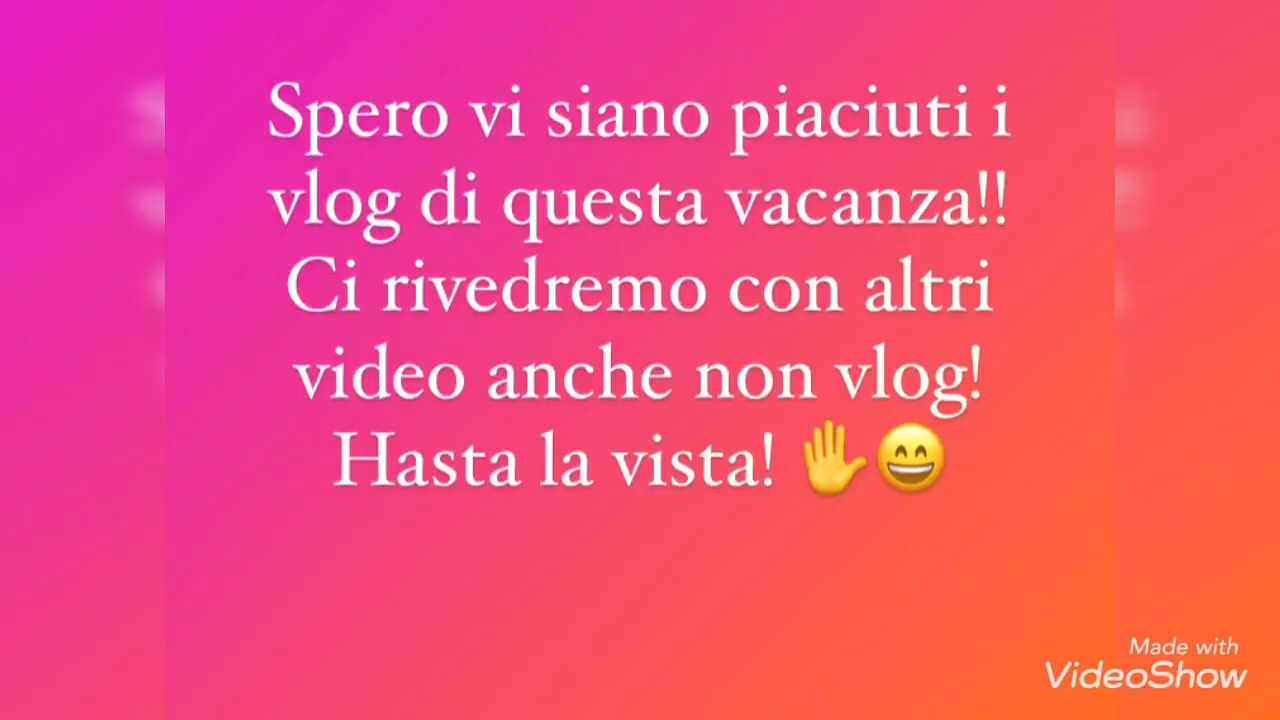 Spero vi siano piaciuti i
vlog di questa vacanza!!
Ci rivedremo con altri
video anche non vlog!
Hasta la vista! ✋😄
Made with
VideoShow